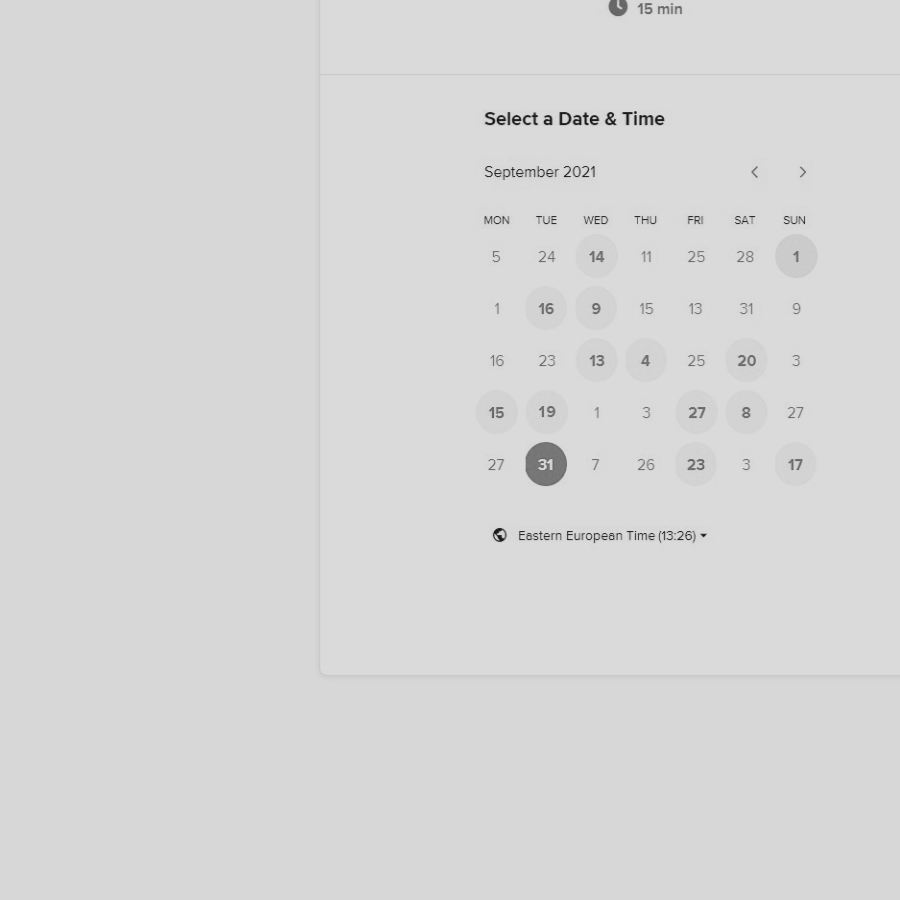 15 min
Select a Date & Time
September 2021
MON TUE WED THU FRI SAT SUN
5 24 14 11 25 28 1
1 16 9 15 13 31 9
16 23 13 4 25 20 3
15 19 1 3 27 8 27
27 31 7 26 23 3 17
Eastern European Time (13:26)